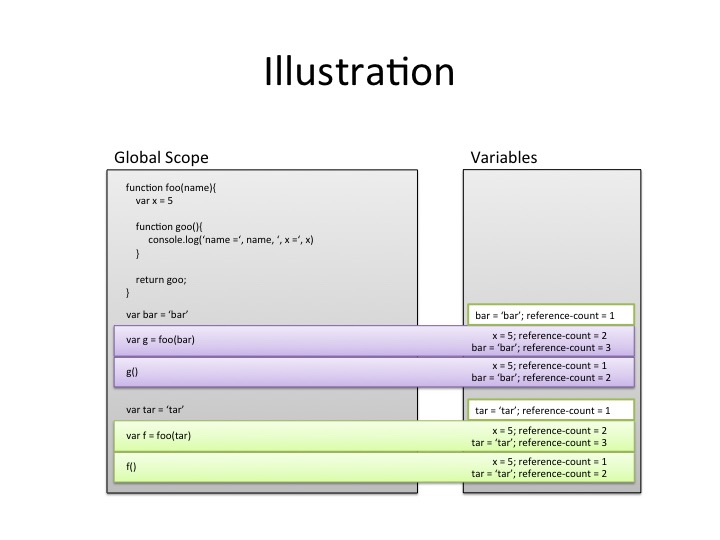 Illustration
Global Scope
Variables
function foo(name){
var x = 5
function goo(){
console.log(‘name =‘, name, ‘, x =‘, x)
}
return goo;
}
var bar = ‘bar’
bar = ‘bar’; reference-count = 1
var g = foo(bar)
x = 5; reference-count = 2
bar = ‘bar’; reference-count = 3
g()
x = 5; reference-count = 1
bar = ‘bar’; reference-count = 2
var tar = ‘tar’
tar = ‘tar’; reference-count = 1
var f = foo(tar)
x = 5; reference-count = 2
tar = ‘tar’; reference-count = 3
f()
x = 5; reference-count = 1
tar = ‘tar’; reference-count = 2